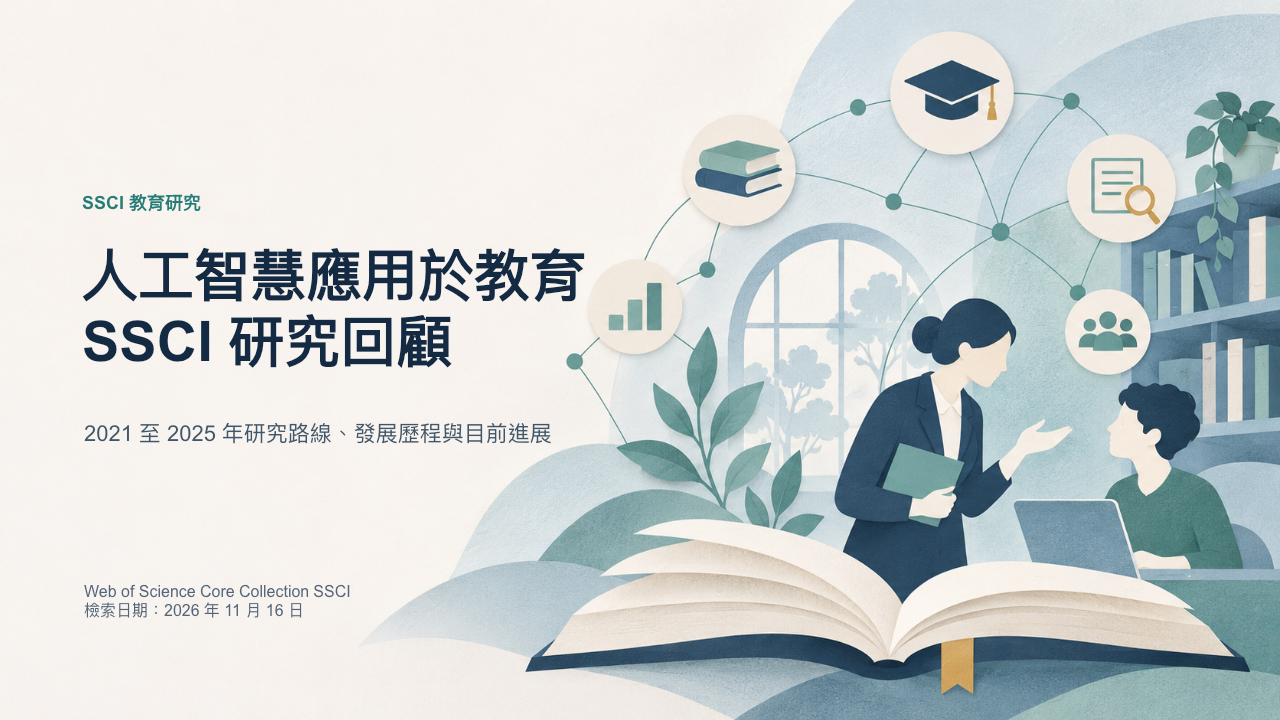 SSCI 教育研究
人工智慧應用於教育
SSCI 研究回顧
2021 至 2025 年研究路線、發展歷程與目前進展
Web of Science Core Collection SSCI
檢索日期：2026 年 11 月 16 日